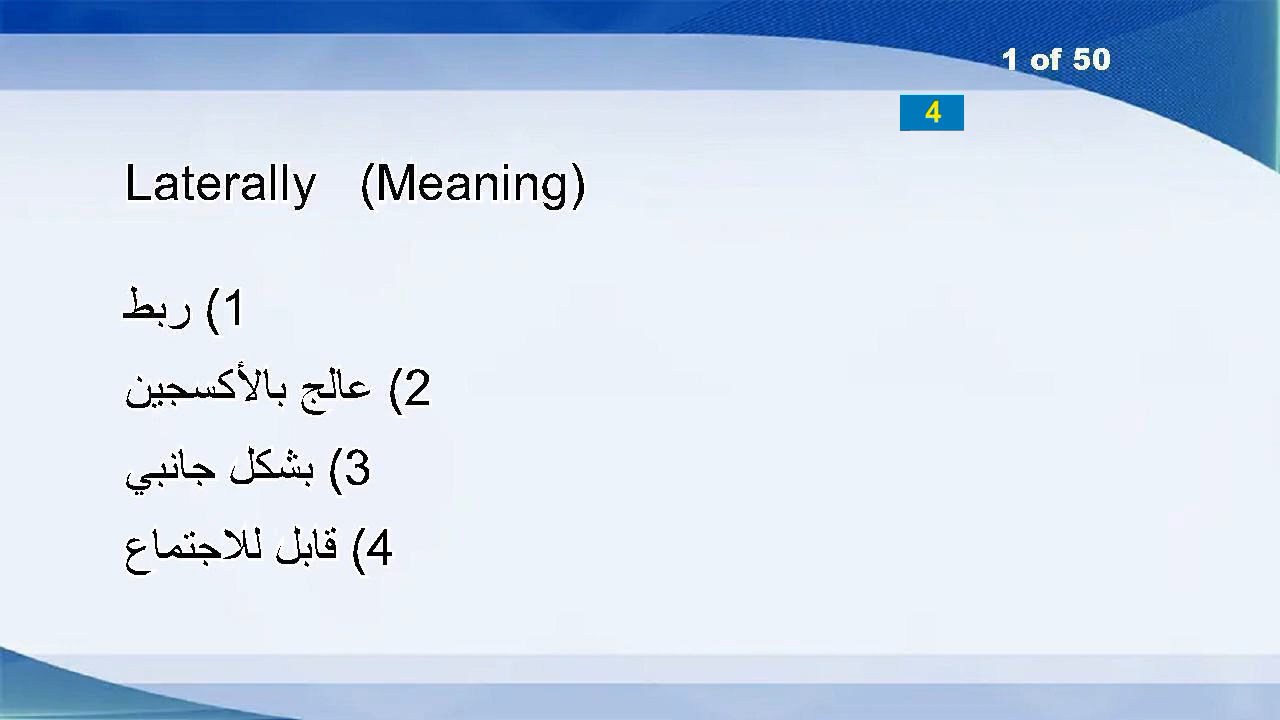 1 of 50
4
Laterally (Meaning)
1) ربط
2) عالج بالأكسجين
3) بشكل جانبي
4) قابل للاجتماع